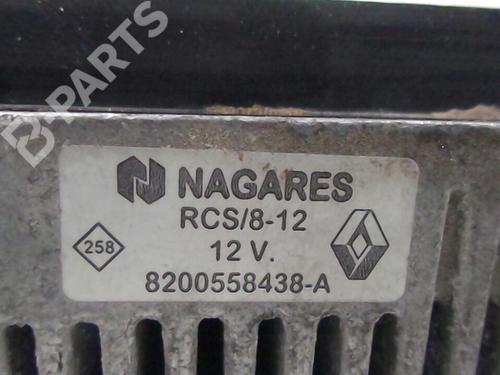 B-PARTS
NAGARES
RCS/8-12
258
12 V.
8200558438-A